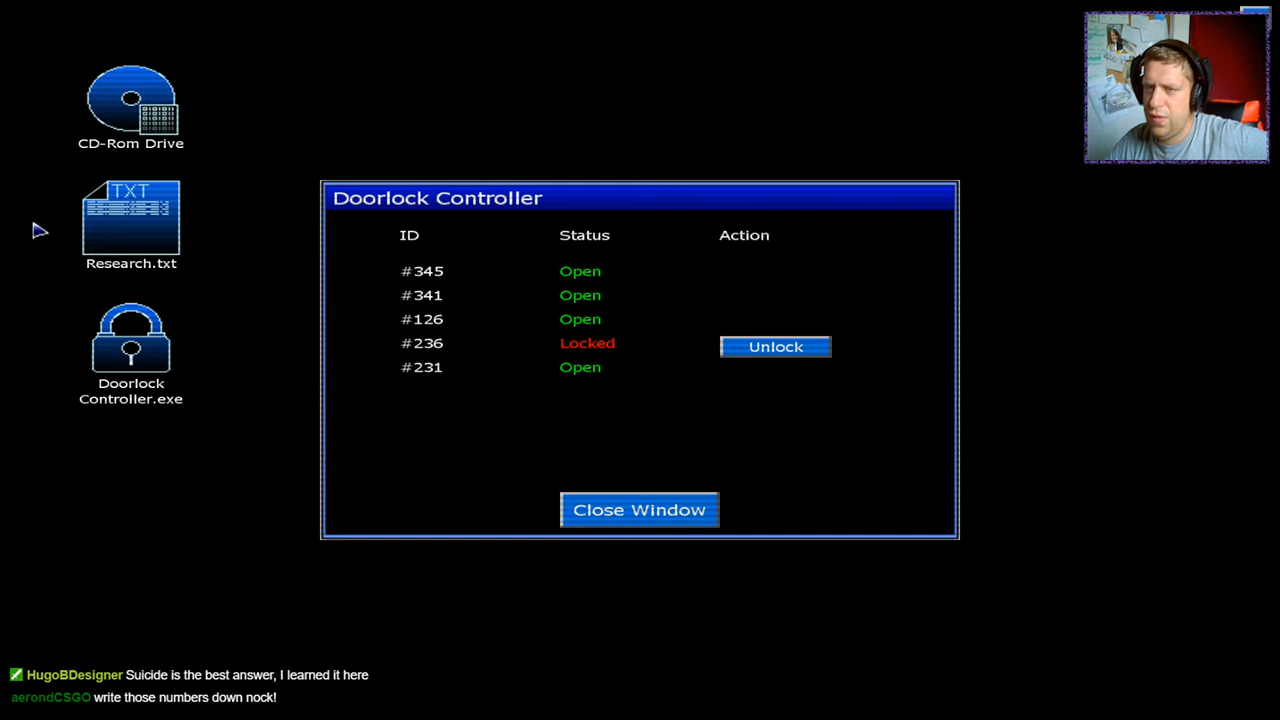 CD-Rom Drive
TXT
Research.txt
Doorlock
Controller.exe
Doorlock Controller
ID Status Action
#345 Open
#341 Open
#126 Open
#236 Locked Unlock
#231 Open
Close Window
HugoBDesigner Suicide is the best answer, I learned it here
aerondCSGO write those numbers down nock!